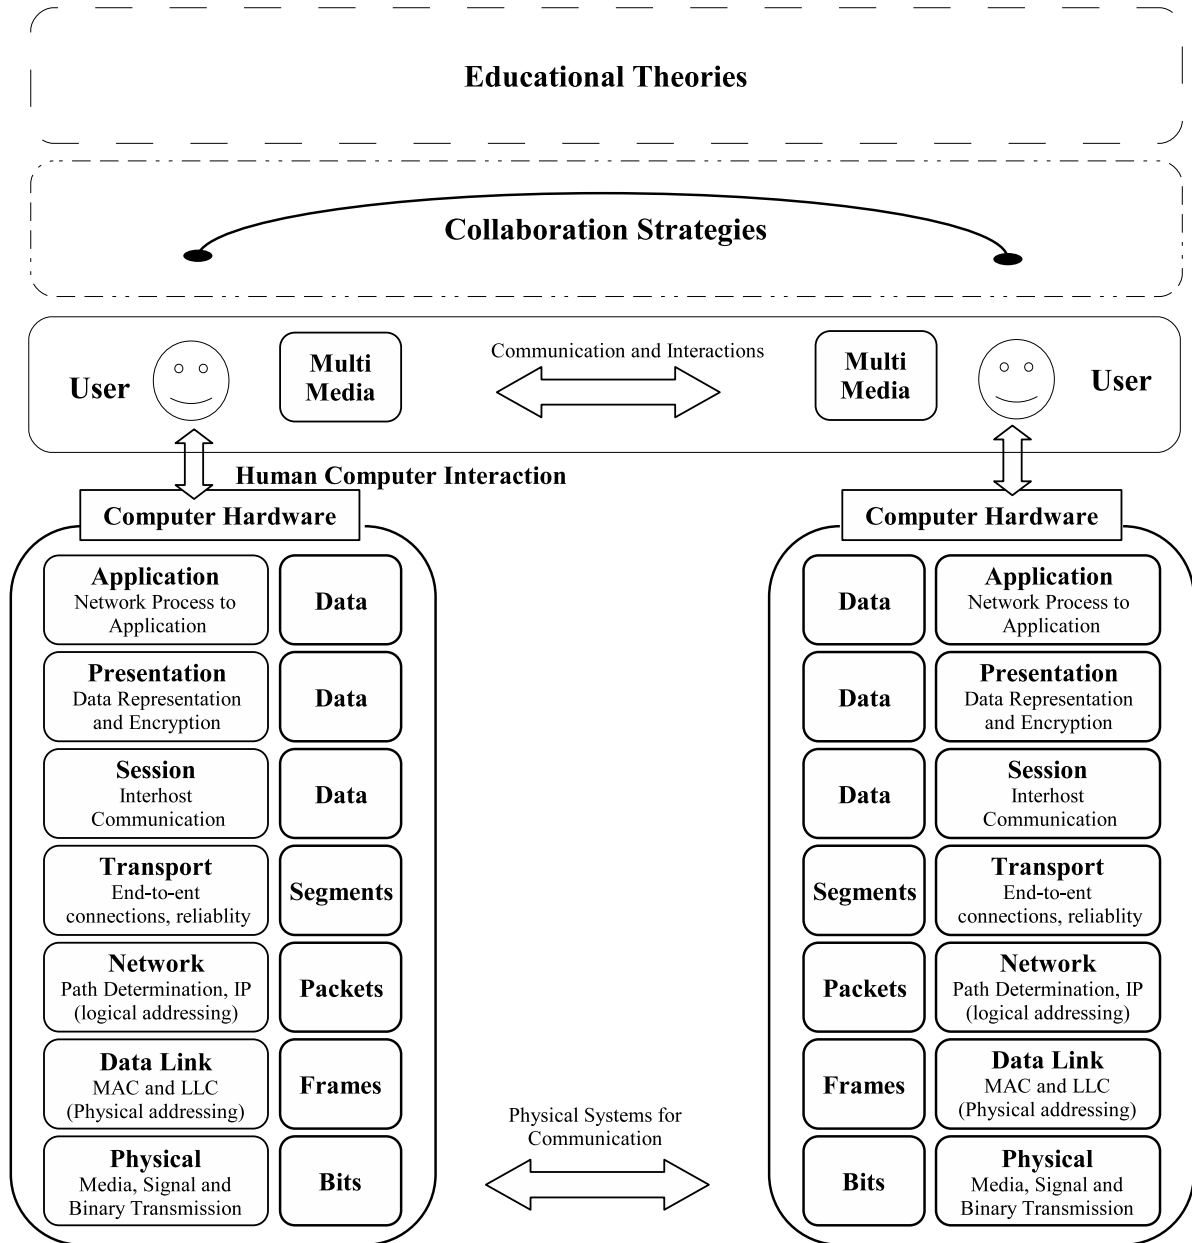 Educational Theories
Collaboration Strategies
User
Multi
Media
Communication and Interactions
Multi
Media
User
Human Computer Interaction
Computer Hardware
Application
Network Process to
Application
Data
Presentation
Data Representation
and Encryption
Data
Session
Interhost
Communication
Data
Transport
End-to-ent
connections, reliablity
Segments
Network
Path Determination, IP
(logical addressing)
Packets
Data Link
MAC and LLC
(Physical addressing)
Frames
Physical
Media, Signal and
Binary Transmission
Bits
Physical Systems for
Communication
Computer Hardware
Data
Application
Network Process to
Application
Data
Presentation
Data Representation
and Encryption
Data
Session
Interhost
Communication
Segments
Transport
End-to-ent
connections, reliablity
Packets
Network
Path Determination, IP
(logical addressing)
Frames
Data Link
MAC and LLC
(Physical addressing)
Bits
Physical
Media, Signal and
Binary Transmission